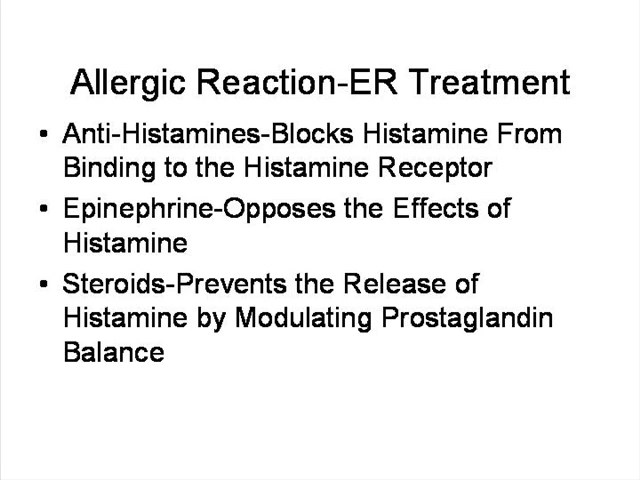 Allergic Reaction-ER Treatment
• Anti-Histamines-Blocks Histamine From
Binding to the Histamine Receptor
• Epinephrine-Opposes the Effects of
Histamine
• Steroids-Prevents the Release of
Histamine by Modulating Prostaglandin
Balance